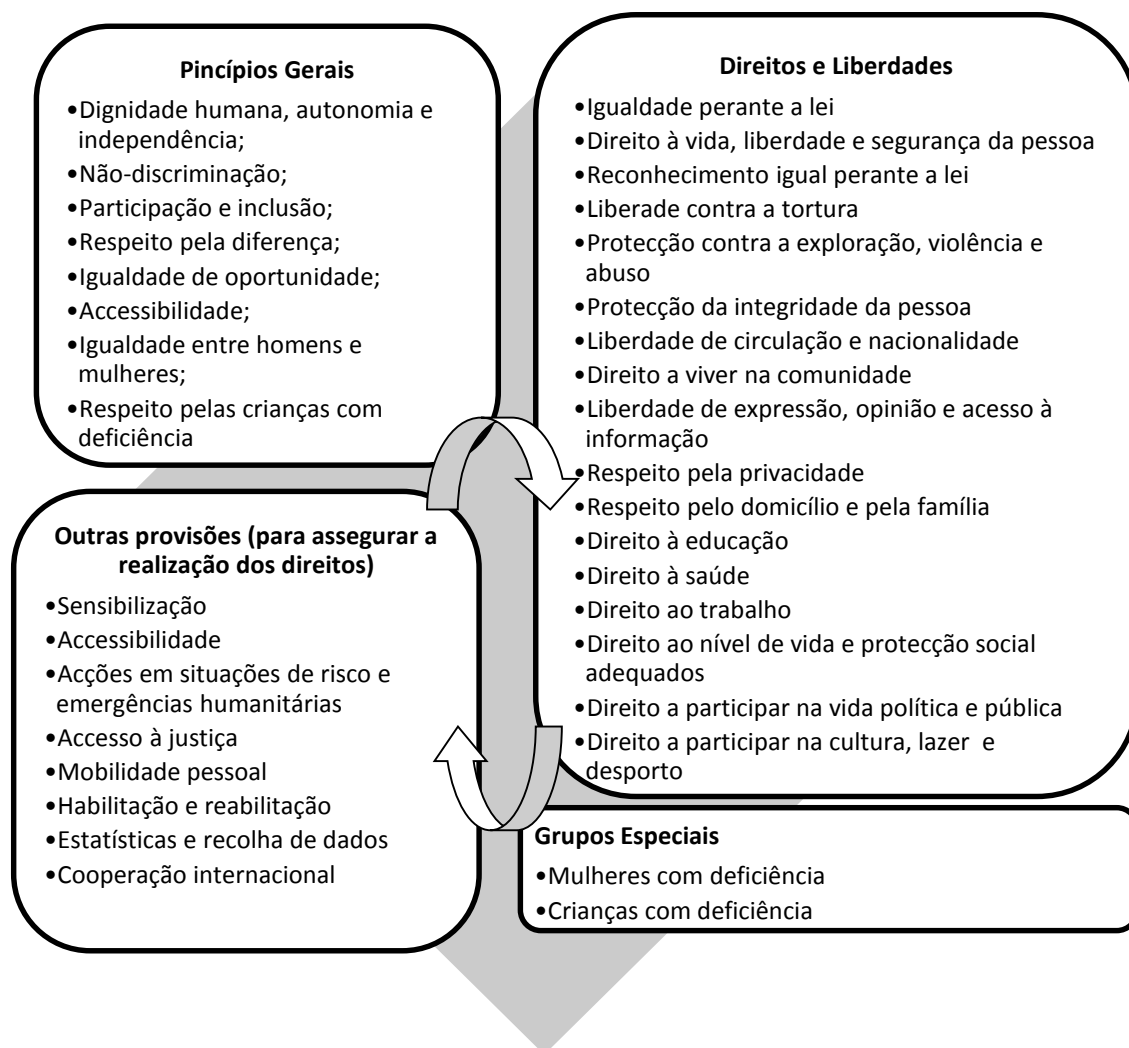 Pincípios Gerais
•Dignidade humana, autonomia e
independência;
•Não-discriminação;
•Participação e inclusão;
•Respeito pela diferença;
•Igualdade de oportunidade;
•Accessibilidade;
•Igualdade entre homens e
mulheres;
•Respeito pelas crianças com
deficiência
Direitos e Liberdades
•Igualdade perante a lei
•Direito à vida, liberdade e segurança da pessoa
•Reconhecimento igual perante a lei
•Liberade contra a tortura
•Protecção contra a exploração, violência e
abuso
•Protecção da integridade da pessoa
•Liberdade de circulação e nacionalidade
•Direito a viver na comunidade
•Liberdade de expressão, opinião e acesso à
informação
•Respeito pela privacidade
•Respeito pelo domicílio e pela família
•Direito à educação
•Direito à saúde
•Direito ao trabalho
•Direito ao nível de vida e protecção social
adequados
•Direito a participar na vida política e pública
•Direito a participar na cultura, lazer e
desporto
Outras provisões (para assegurar a
realização dos direitos)
•Sensibilização
•Accessibilidade
•Acções em situações de risco e
emergências humanitárias
•Accesso à justiça
•Mobilidade pessoal
•Habilitação e reabilitação
•Estatísticas e recolha de dados
•Cooperação internacional
Grupos Especiais
•Mulheres com deficiência
•Crianças com deficiência